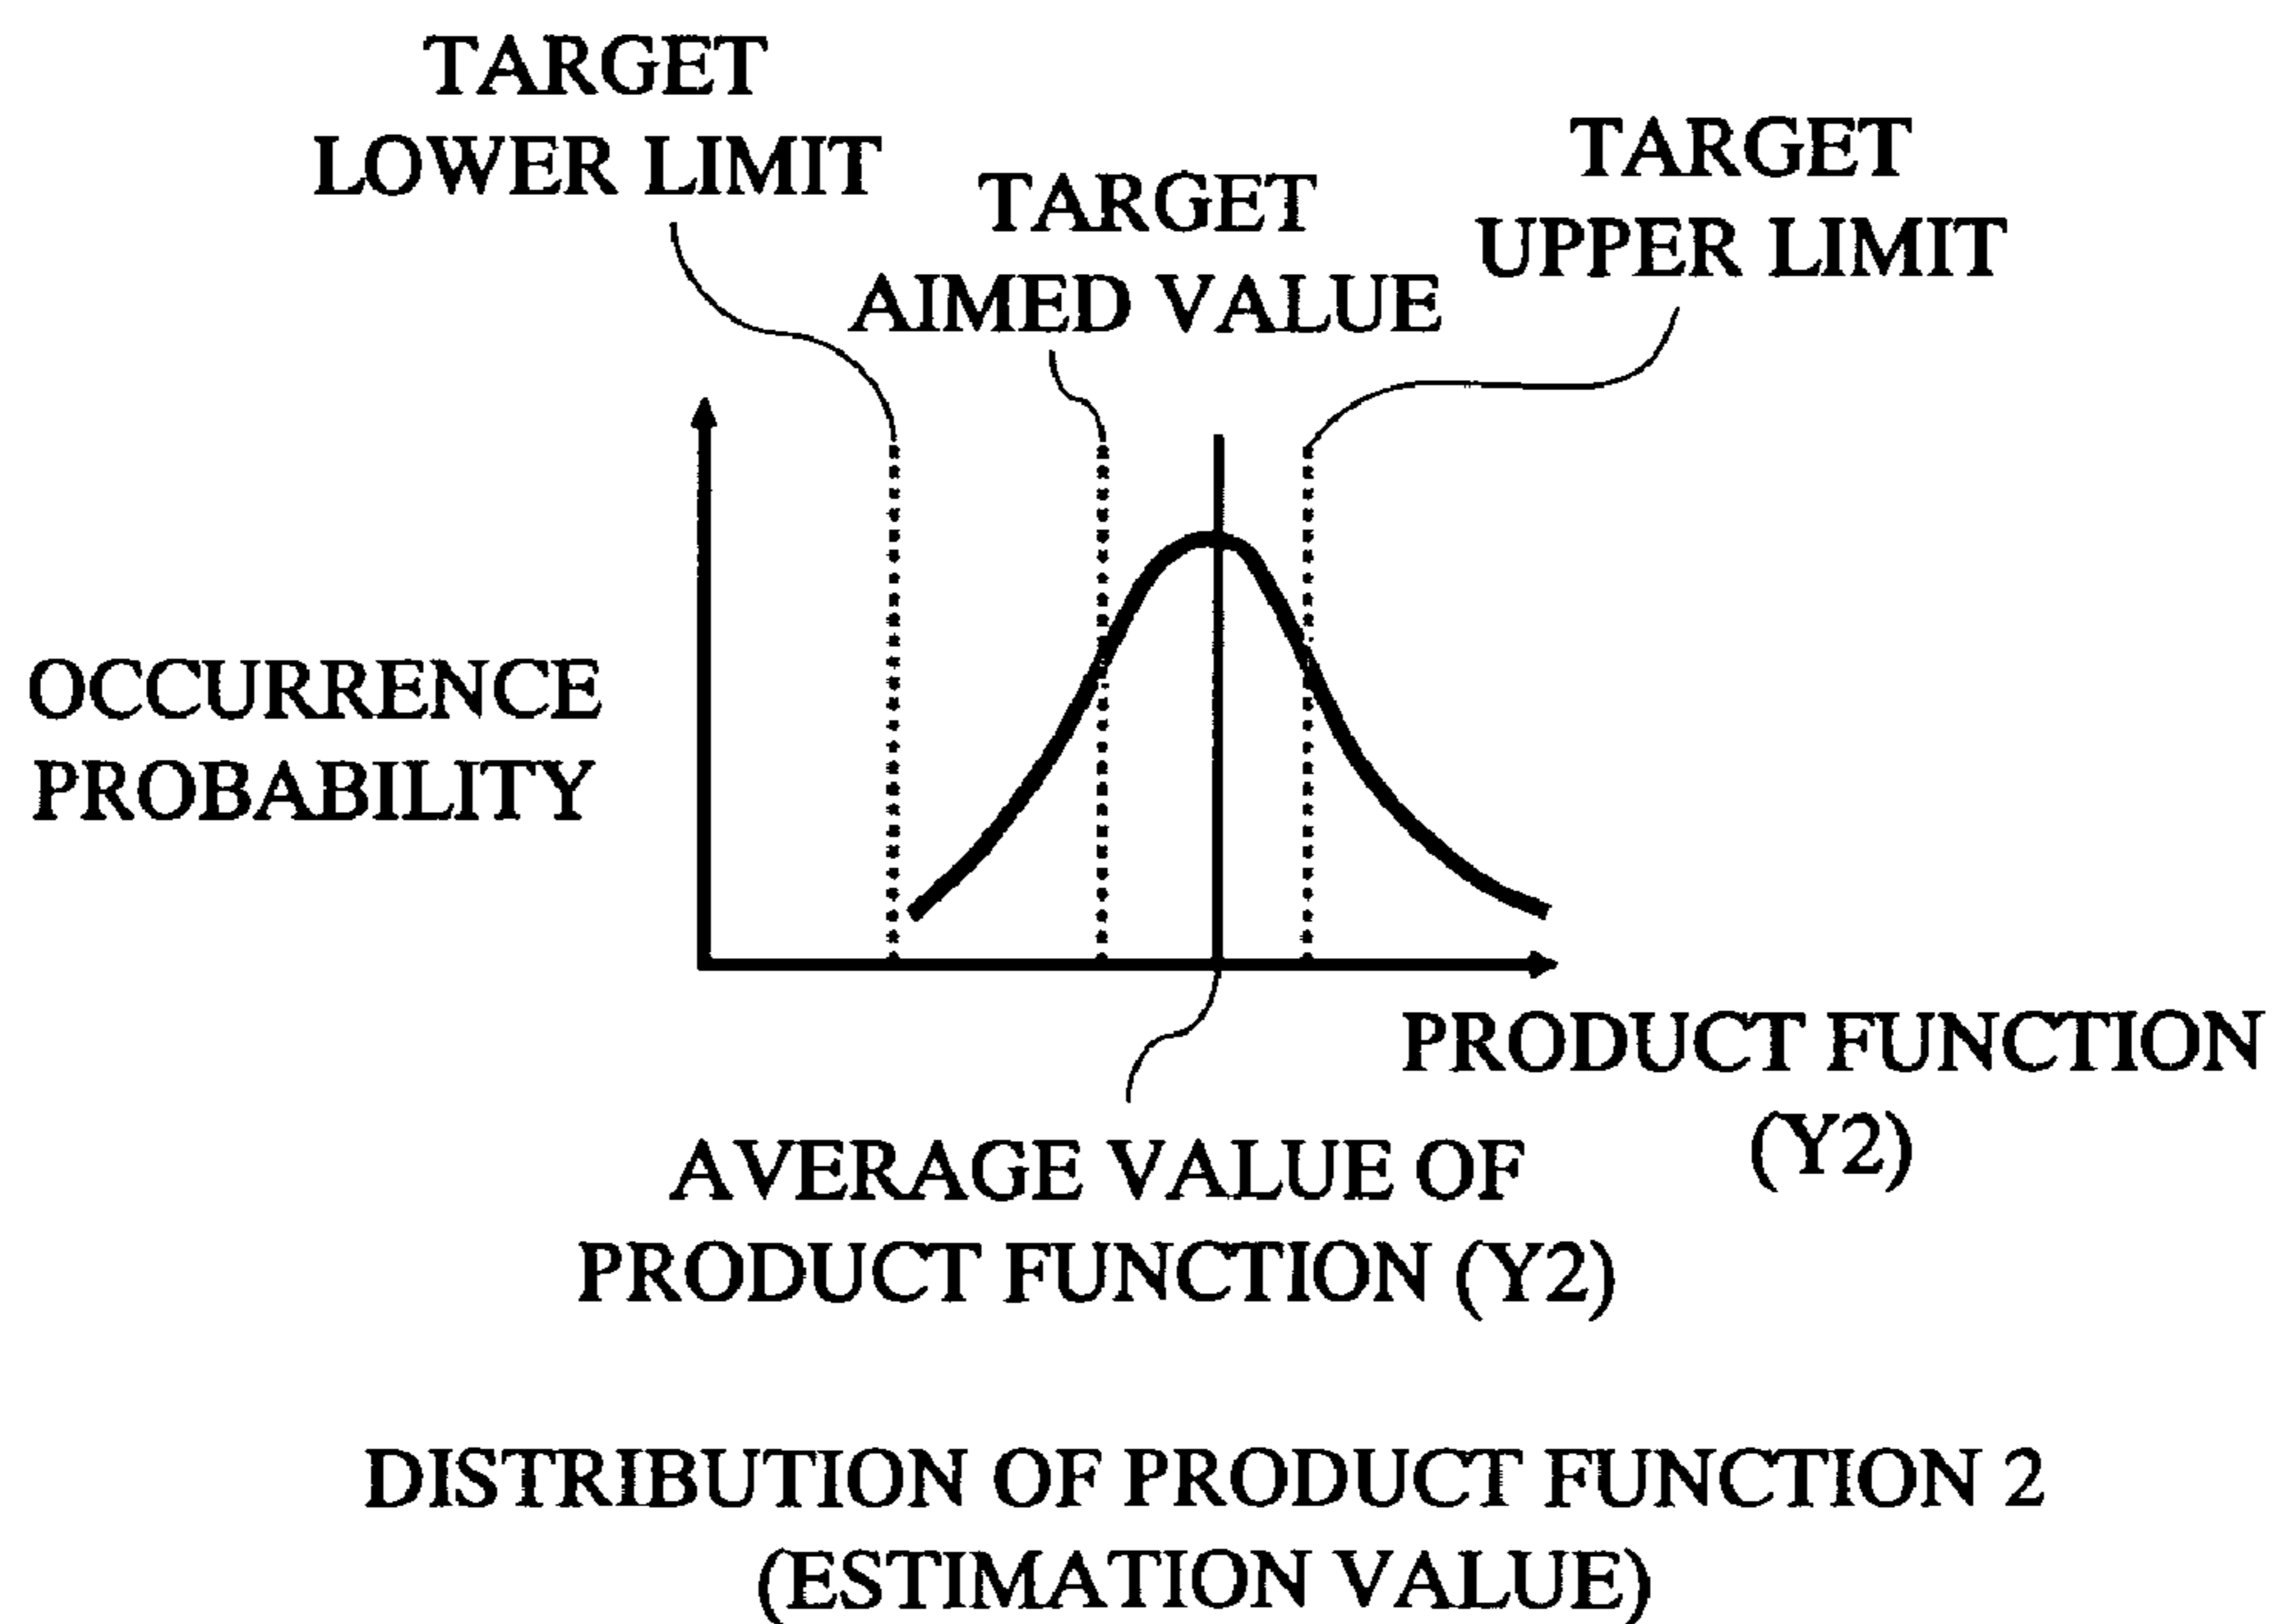 TARGET
LOWER LIMIT
TARGET
AIMED VALUE
TARGET
UPPER LIMIT
OCCURRENCE
PROBABILITY
PRODUCT FUNCTION
(Y2)
AVERAGE VALUE OF
PRODUCT FUNCTION (Y2)
DISTRIBUTION OF PRODUCT FUNCTION 2
(ESTIMATION VALUE)